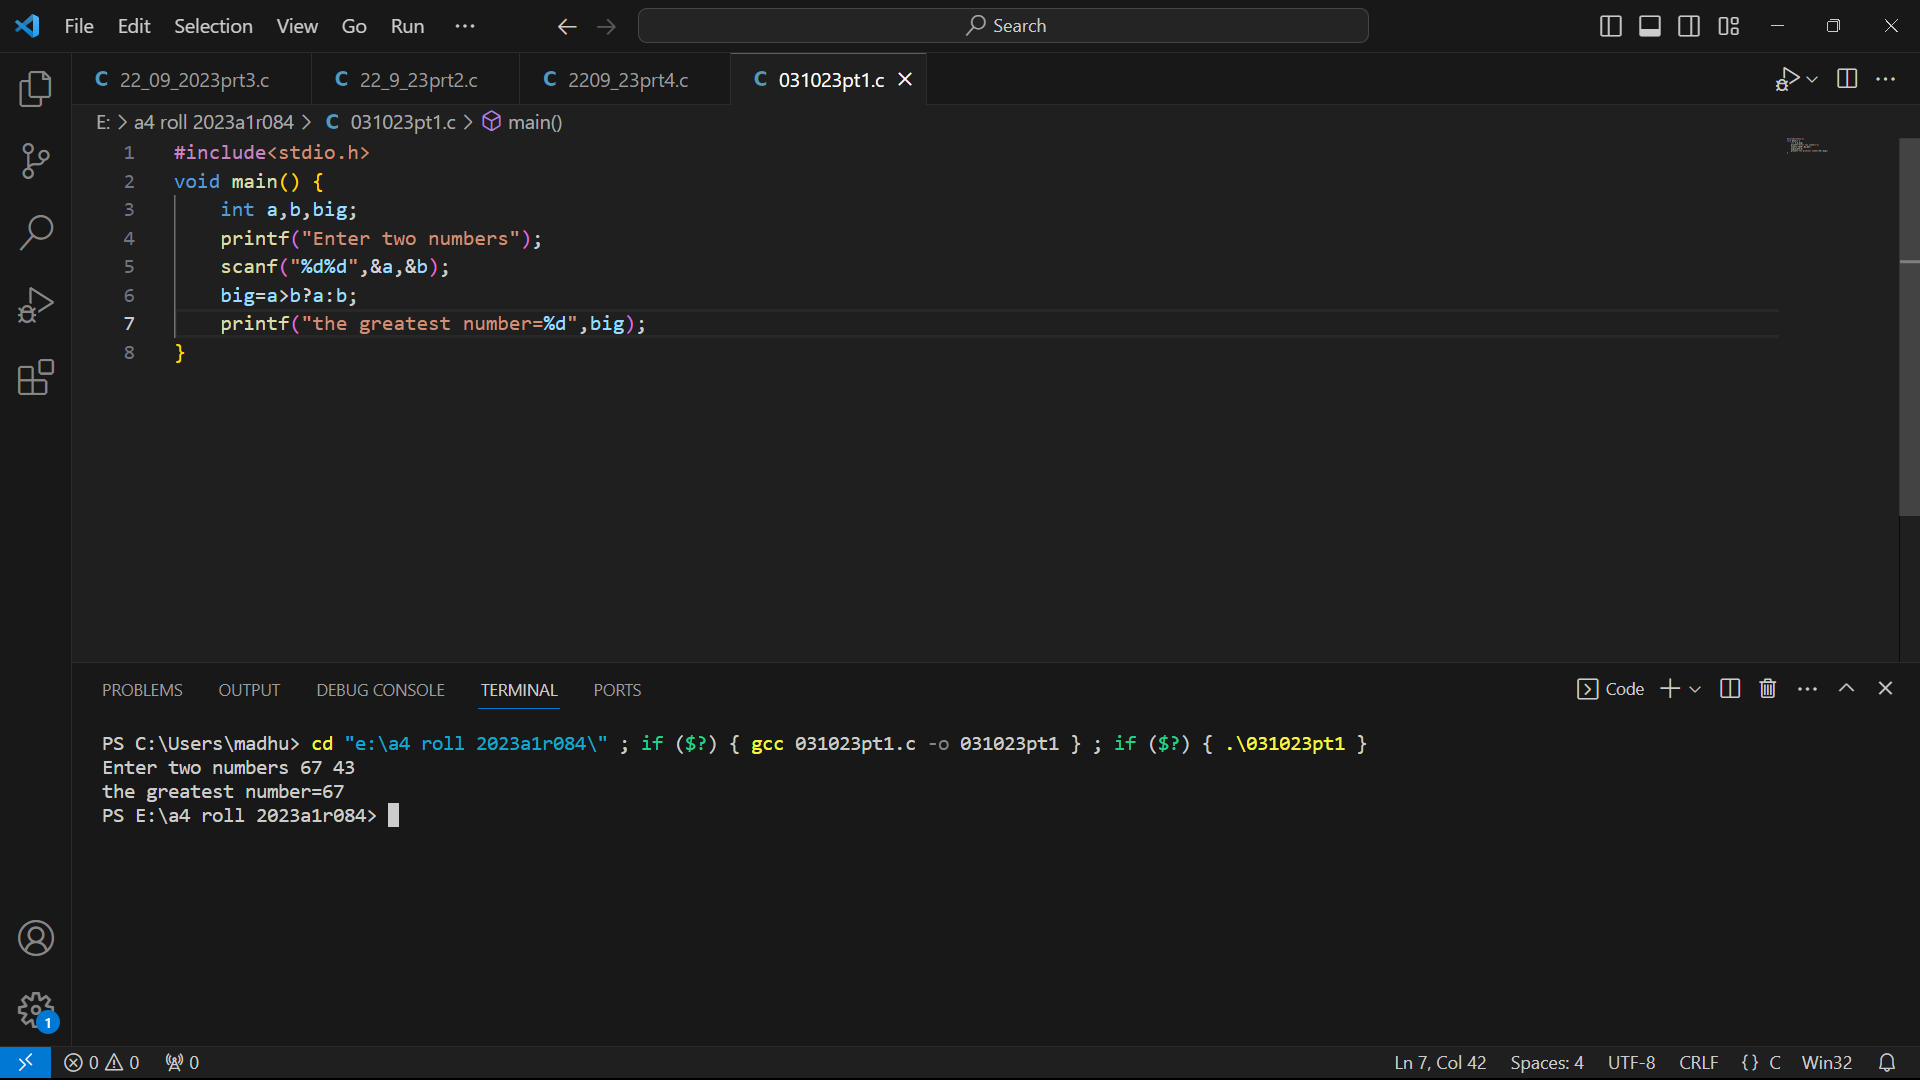 File Edit Selection View Go Run ··· Search
22_09_2023prt3.c 22_9_23prt2.c 2209_23prt4.c 031023pt1.c
E: > a4 roll 2023a1r084 > C 031023pt1.c > main()
1 #include<stdio.h>
2 void main() {
3 int a,b,big;
4 printf("Enter two numbers");
5 scanf("%d%d",&a,&b);
6 big=a>b?a:b;
7 printf("the greatest number=%d",big);
8 }
PROBLEMS OUTPUT DEBUG CONSOLE TERMINAL PORTS Code
PS C:\Users\madhu> cd "e:\a4 roll 2023a1r084\" ; if ($?) { gcc 031023pt1.c -o 031023pt1 } ; if ($?) { .\031023pt1 }
Enter two numbers 67 43
the greatest number=67
PS E:\a4 roll 2023a1r084>
1
0 0 0 Ln 7, Col 42 Spaces: 4 UTF-8 CRLF {} C Win32